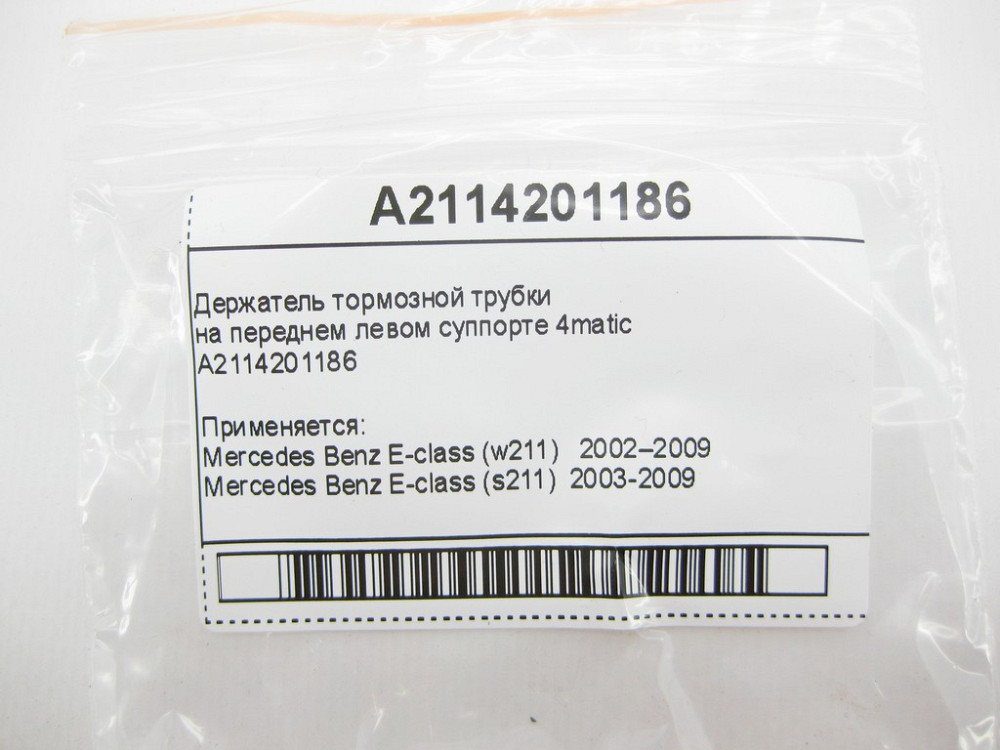 A2114201186
Держатель тормозной трубки
на переднем левом суппорте 4matic
A2114201186
Применяется:
Mercedes Benz E-class (w211) 2002–2009
Mercedes Benz E-class (s211) 2003-2009